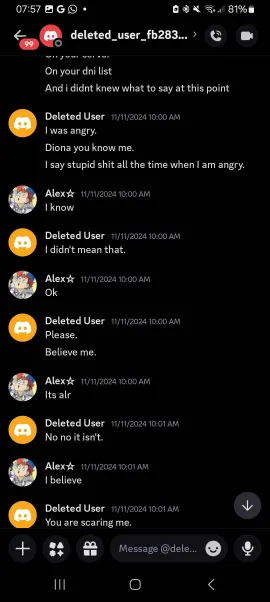 07:57
81%
99
deleted_user_fb283...
On your dni list
And i didnt knew what to say at this point
Deleted User 11/11/2024 10:00 AM
I was angry.
Diona you know me.
I say stupid shit all the time when I am angry.
Alex☆ 11/11/2024 10:00 AM
I know
Deleted User 11/11/2024 10:00 AM
I didn't mean that.
Alex☆ 11/11/2024 10:00 AM
Ok
Deleted User 11/11/2024 10:00 AM
Please.
Believe me.
Alex☆ 11/11/2024 10:00 AM
Its alr
Deleted User 11/11/2024 10:01 AM
No no it isn't.
Alex☆ 11/11/2024 10:01 AM
I believe
Deleted User 11/11/2024 10:01 AM
You are scaring me.
Message @dele...